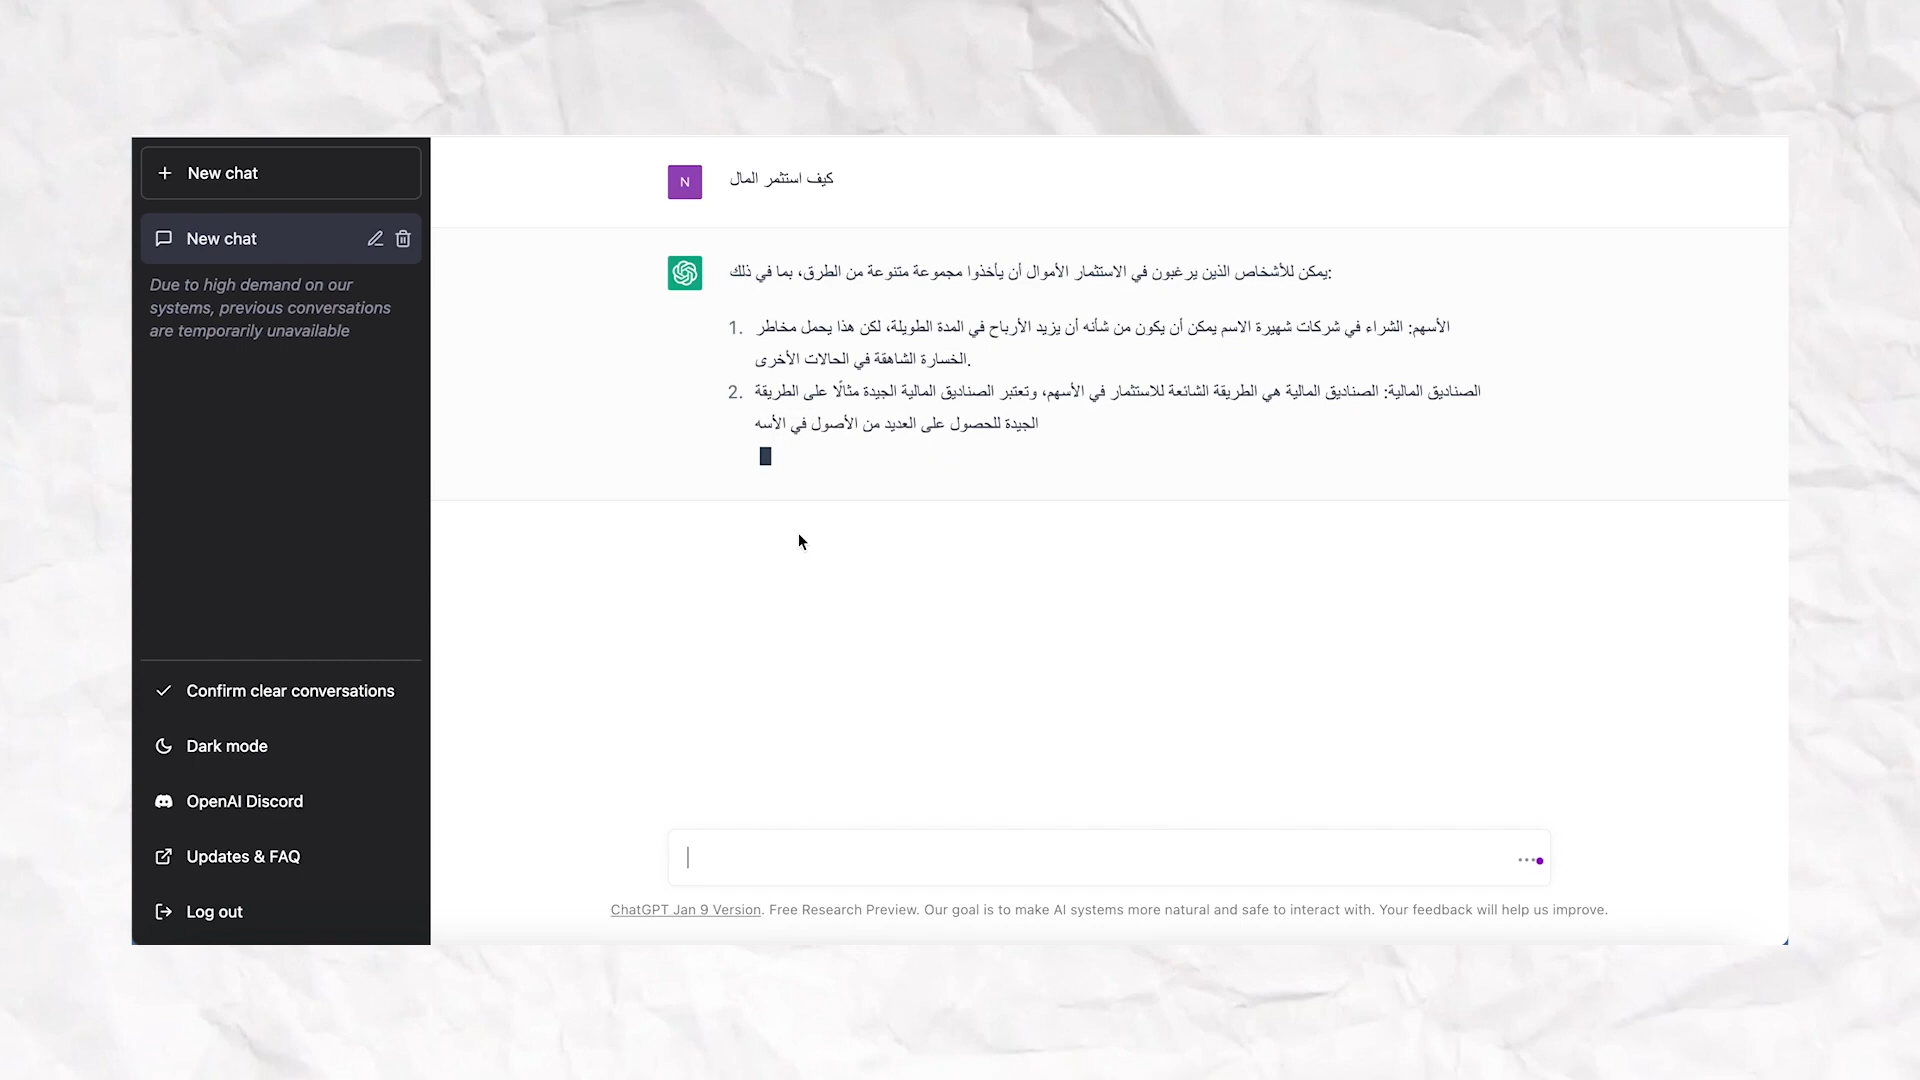 New chat
New chat
Due to high demand on our
systems, previous conversations
are temporarily unavailable
Confirm clear conversations
Dark mode
OpenAI Discord
Updates & FAQ
Log out
N
كيف استثمر المال
يمكن للأشخاص الذين يرغبون في الاستثمار الأموال أن يأخذوا مجموعة متنوعة من الطرق، بما في ذلك:
1. الأسهم: الشراء في شركات شهيرة الاسم يمكن أن يكون من شأنه أن يزيد الأرباح في المدة الطويلة، لكن هذا يحمل مخاطر
الخسارة الشاهقة في الحالات الأخرى.
2. الصناديق المالية: الصناديق المالية هي الطريقة الشائعة للاستثمار في الأسهم، وتعتبر الصناديق المالية الجيدة مثالًا على الطريقة
الجيدة للحصول على العديد من الأصول في الأسه
ChatGPT Jan 9 Version. Free Research Preview. Our goal is to make AI systems more natural and safe to interact with. Your feedback will help us improve.